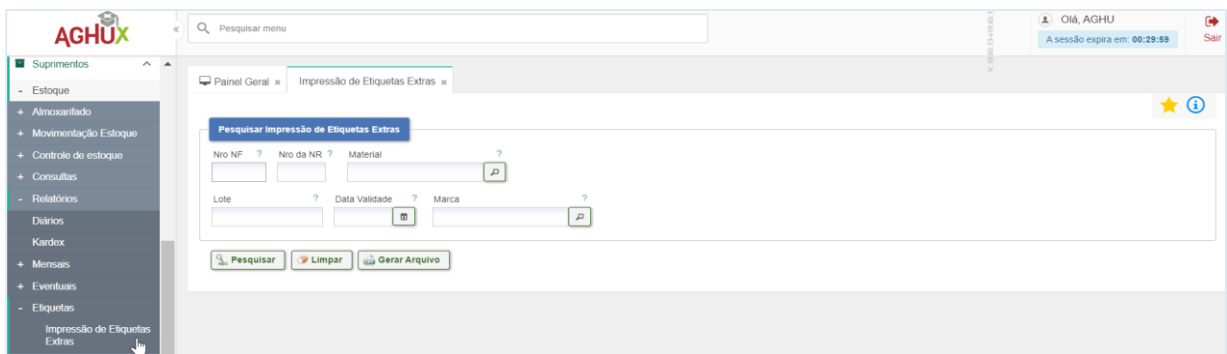 AGHUX
«
Pesquisar menu
Olá, AGHU
A sessão expira em: 00:29:59
Sair
Suprimentos
- Estoque
+ Almoxarifado
+ Movimentação Estoque
+ Controle de estoque
+ Consultas
- Relatórios
Diários
Kardex
+ Mensais
+ Eventuais
- Etiquetas
Impressão de Etiquetas
Extras
Painel Geral × Impressão de Etiquetas Extras ×
Pesquisar Impressão de Etiquetas Extras
Nro NF ? Nro da NR ? Material ?
Lote ? Data Validade ? Marca ?
Pesquisar Limpar Gerar Arquivo